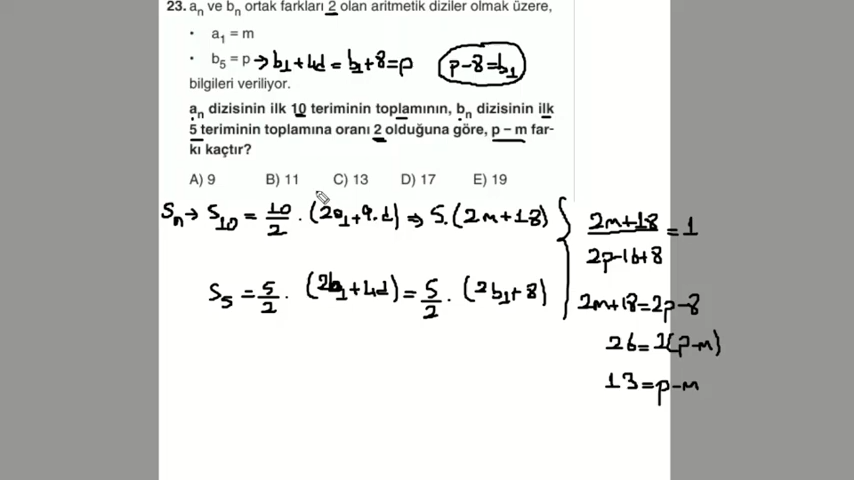 23. aₙ ve bₙ ortak farkları 2 olan aritmetik diziler olmak üzere,
• a₁ = m
• b₅ = p → b₁+4d = b₁+8 = p p-8=b₁
bilgileri veriliyor.
aₙ dizisinin ilk 10 teriminin toplamının, bₙ dizisinin ilk
5 teriminin toplamına oranı 2 olduğuna göre, p – m far-
kı kaçtır?
A) 9 B) 11 C) 13 D) 17 E) 19
Sₙ → S₁₀ = 10/2 · (2a₁+9.d) ⇒ 5.(2m+18)
S₅ = 5/2 · (2b₁+4d) = 5/2 · (2b₁+8)
2m+18/2p-16+8 = 1
2m+18=2p-8
26=2(p-m)
13=p-m